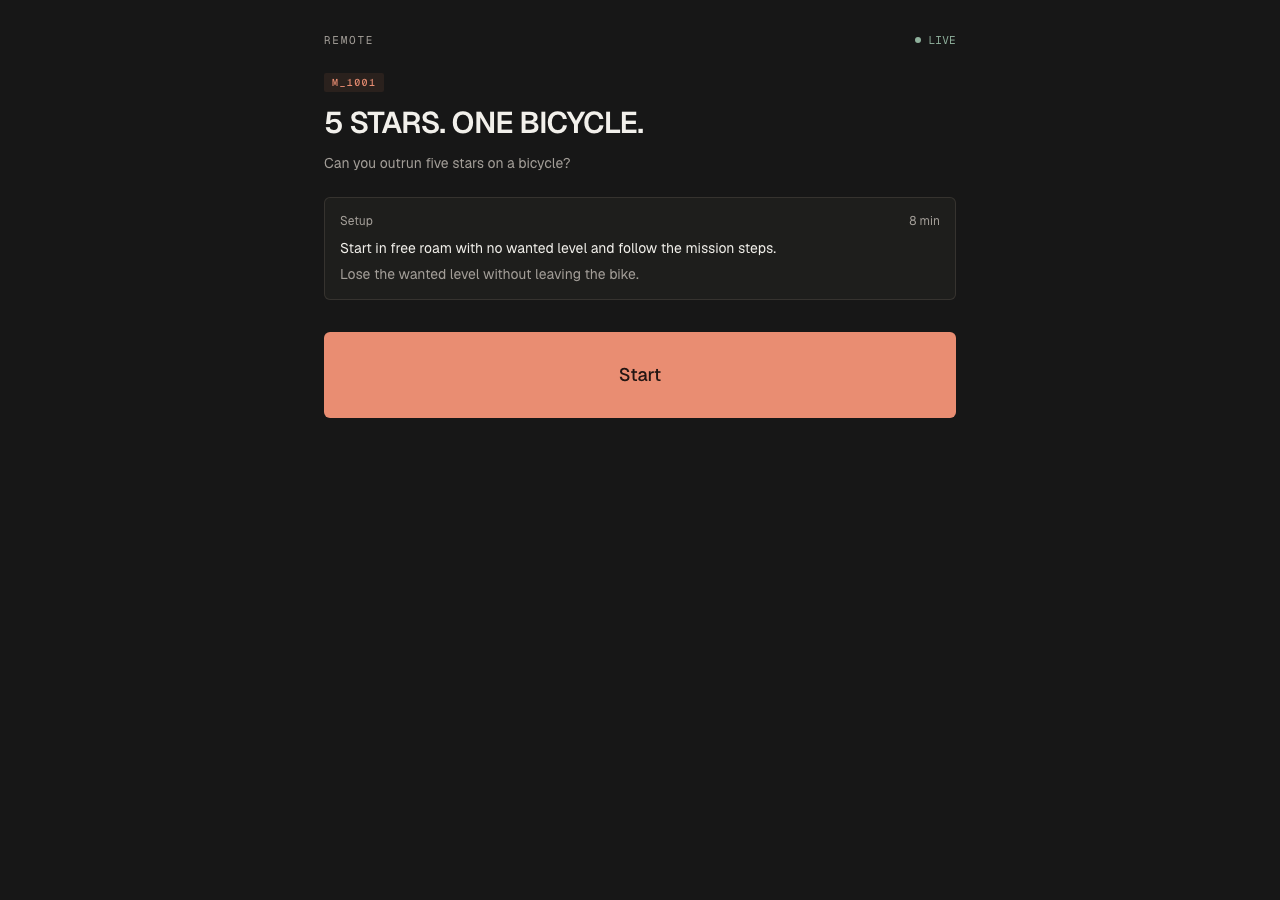 REMOTE
LIVE
M_1001
5 STARS. ONE BICYCLE.
Can you outrun five stars on a bicycle?
Setup
8 min
Start in free roam with no wanted level and follow the mission steps.
Lose the wanted level without leaving the bike.
Start